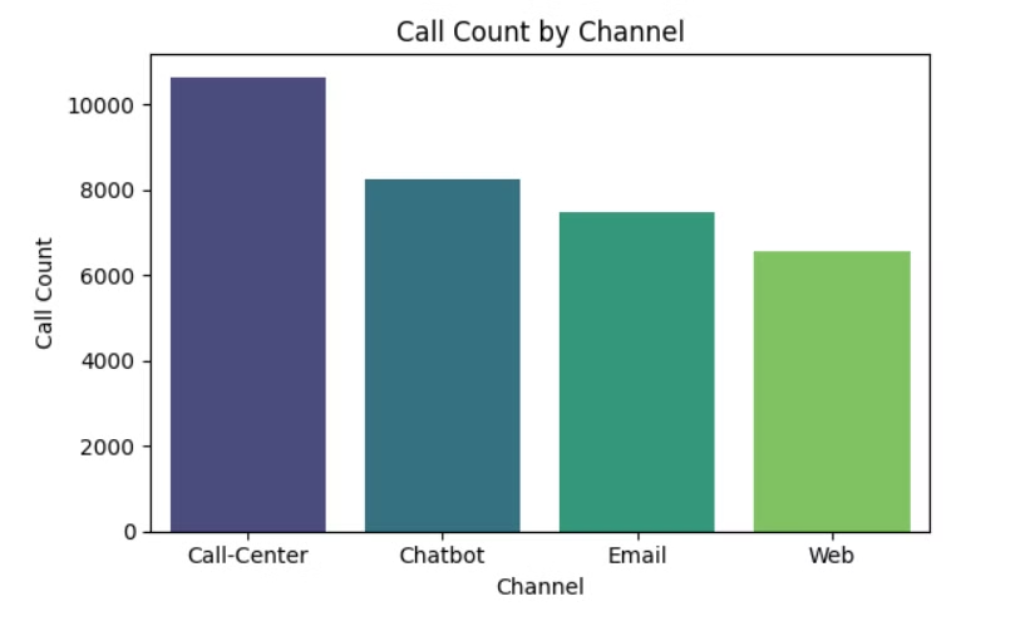 Call Count by Channel
10000
8000
6000
4000
2000
0
Call Count
Call-Center Chatbot Email Web
Channel